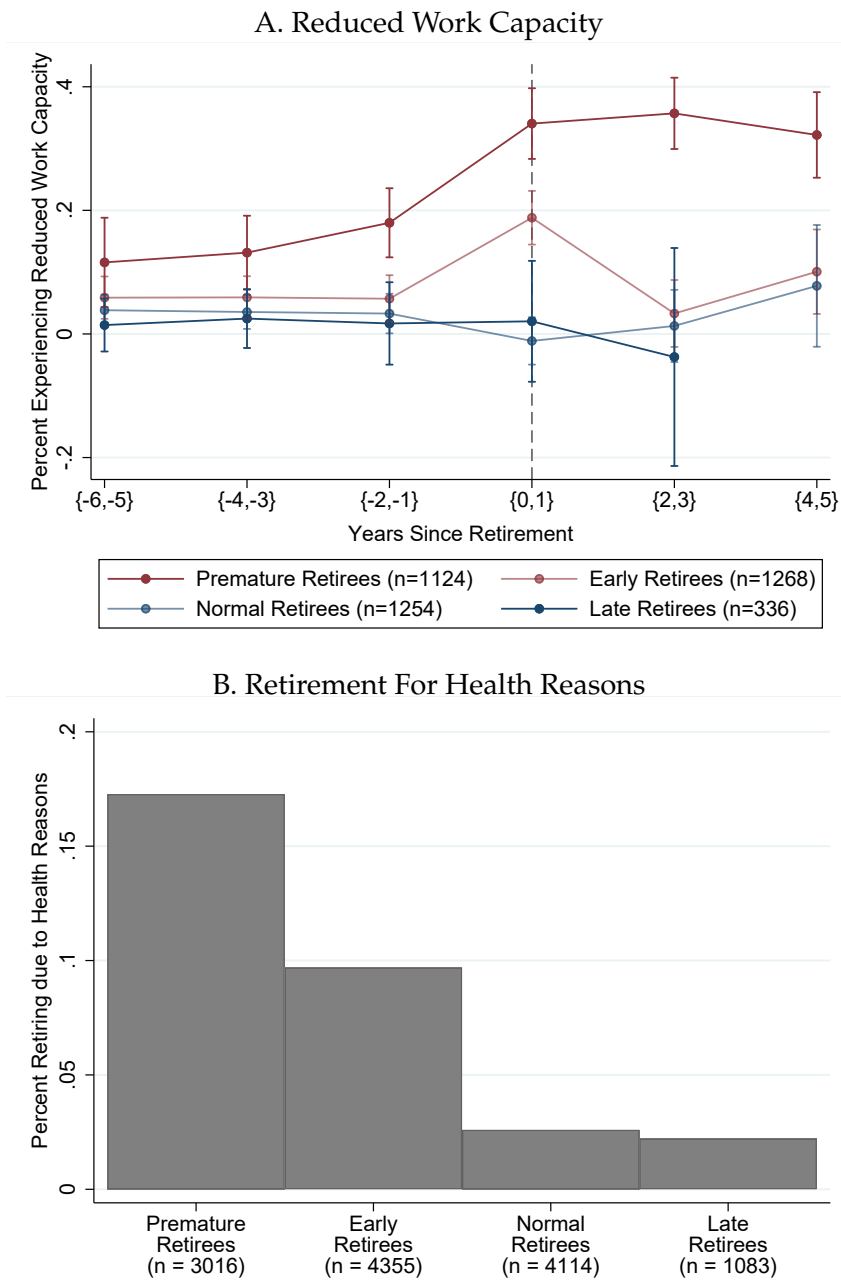 A. Reduced Work Capacity
Percent Experiencing Reduced Work Capacity
.4
.2
0
-.2
{-6,-5}
{-4,-3}
{-2,-1}
{0,1}
{2,3}
{4,5}
Years Since Retirement
Premature Retirees (n=1124)
Early Retirees (n=1268)
Normal Retirees (n=1254)
Late Retirees (n=336)
B. Retirement For Health Reasons
Percent Retiring due to Health Reasons
.2
.15
.1
.05
0
Premature
Retirees
(n = 3016)
Early
Retirees
(n = 4355)
Normal
Retirees
(n = 4114)
Late
Retirees
(n = 1083)